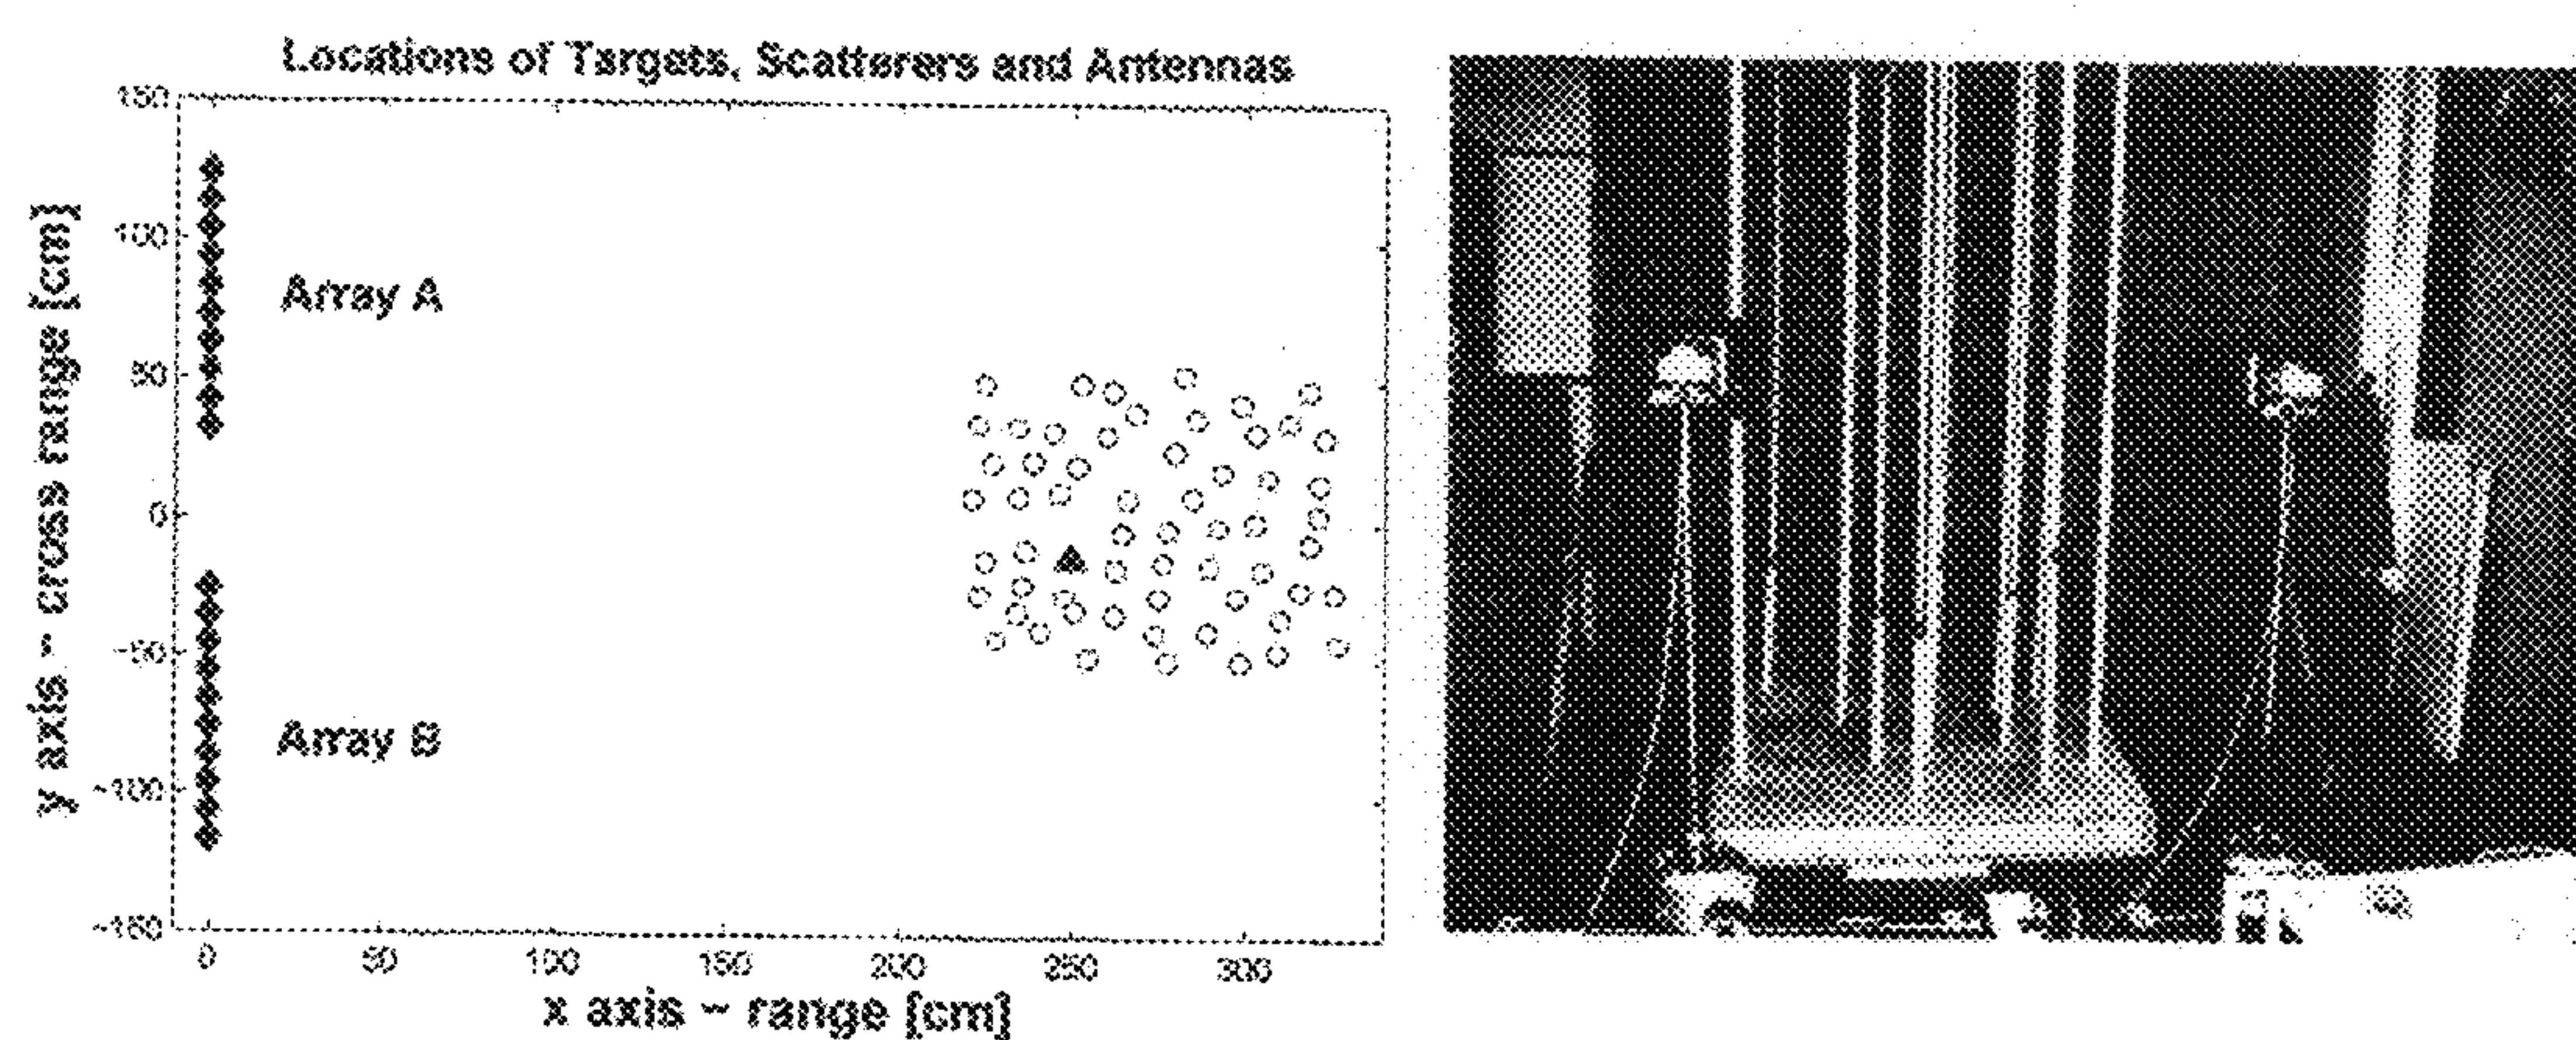 Locations of Targets, Scatterers and Antennas
150
100
50
0
-50
-100
-150
y axis - cross range [cm]
Array A
Array B
0 50 100 150 200 250 300
x axis - range [cm]